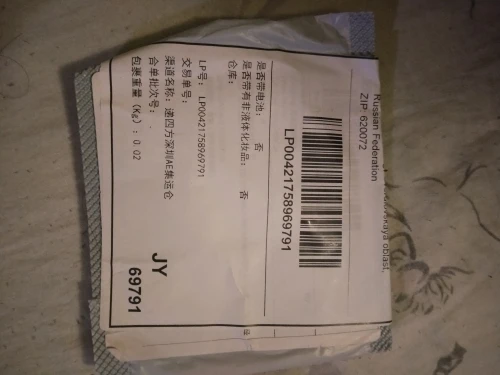 oblast,
Russian Federation
ZIP: 620072
LP00421758969791
是否带电池: 否
是否带有非液体化妆品: 否
仓库:
LP号: LP00421758969791
交易单号:
渠道名称: 递四方深圳AE集运仓
合单批次号:
包裹重量 (Kg) : 0.02
JY
69791